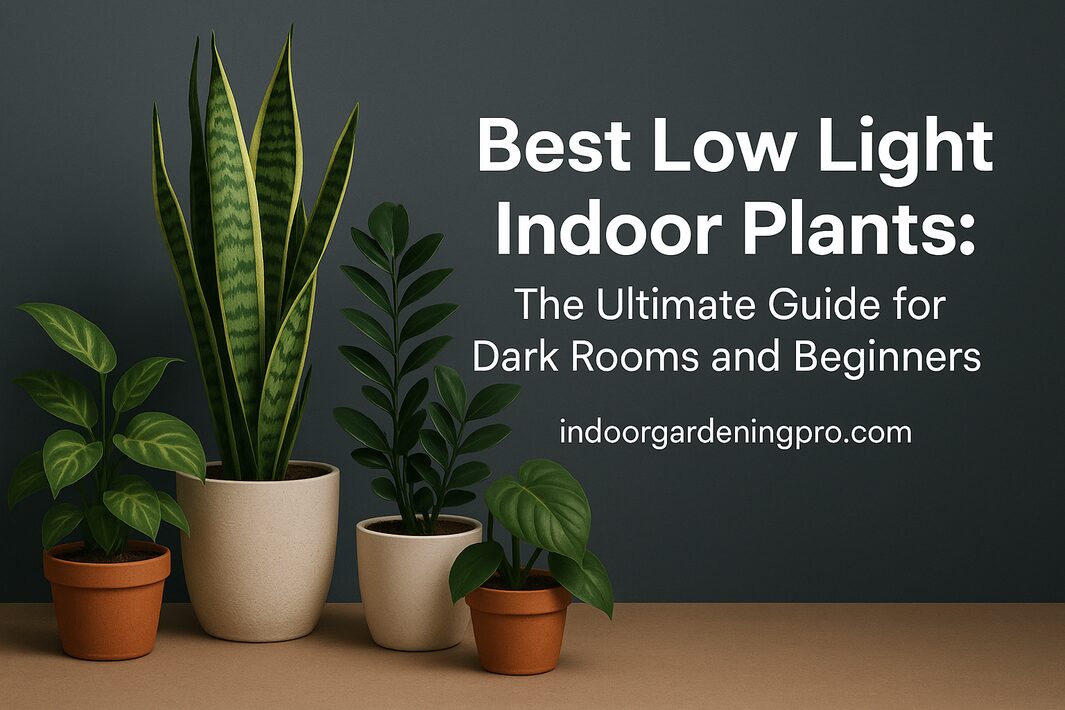 Best Low Light
Indoor Plants:
The Ultimate Guide for
Dark Rooms and Beginners
indoorgardeningpro.com